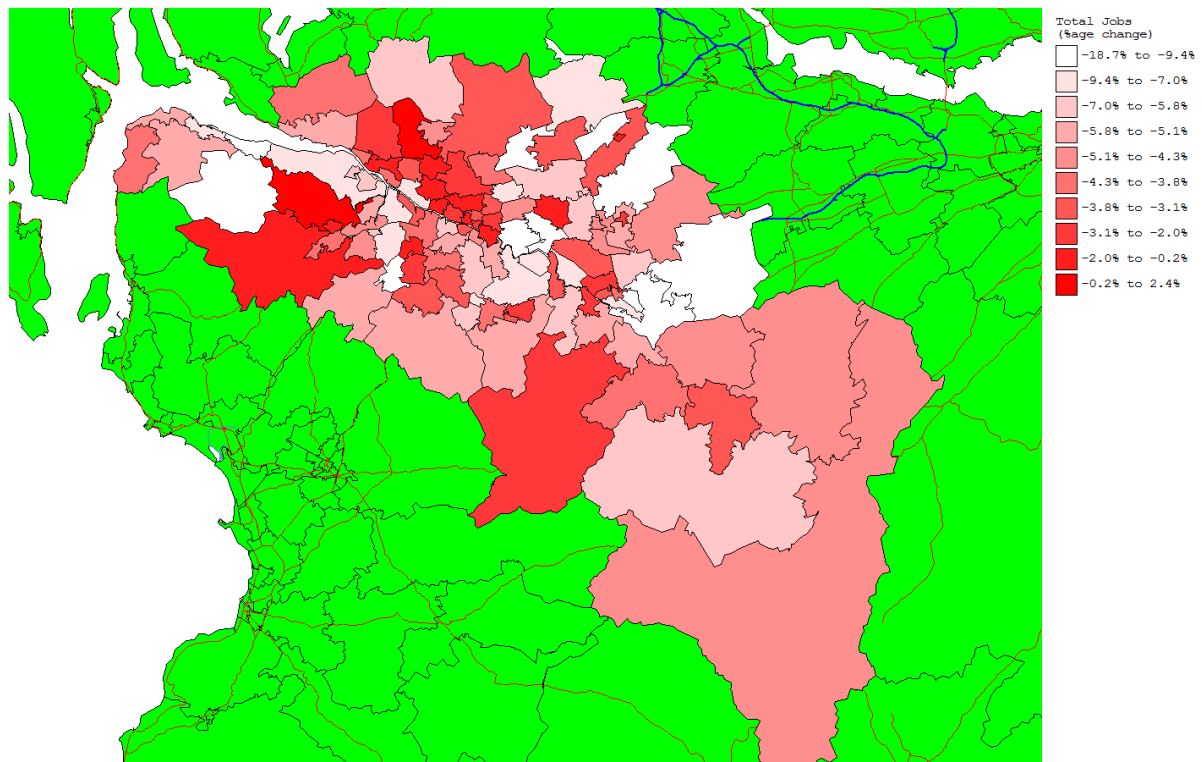 Total Jobs
(%age change)
-18.7% to -9.4%
-9.4% to -7.0%
-7.0% to -5.8%
-5.8% to -5.1%
-5.1% to -4.3%
-4.3% to -3.8%
-3.8% to -3.1%
-3.1% to -2.0%
-2.0% to -0.2%
-0.2% to 2.4%